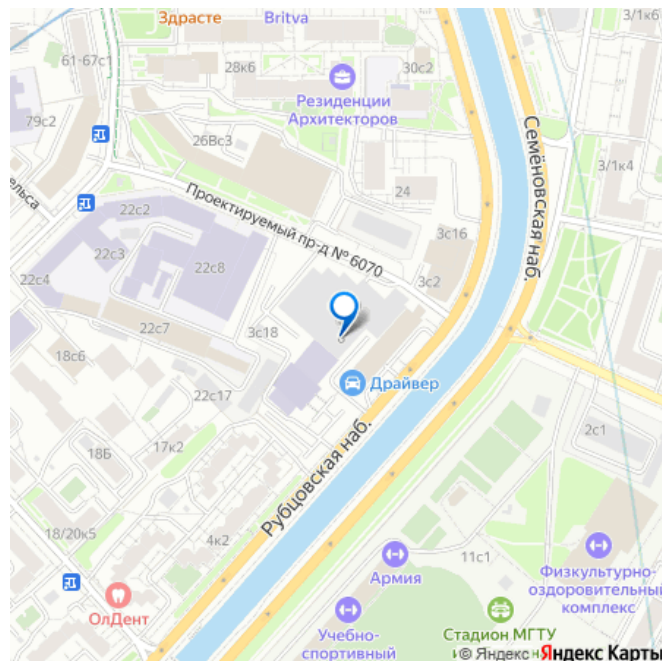 Здрасте
Britva
61-67с1
28к6
30с2
3/1к6
Резиденции
Архитекторов
79с2
26Вс3
Семёновская наб.
3/1к4
24
ельса
22с2
Проектируемый пр-д № 6070
3с16
22с3
22с8
3с2
22с4
22с7
3с18
18с6
22с17
Драйвер
2с1
17к2
18Б
Рубцовская наб.
18/20к5
4к2
11с1
Армия
Физкультурно-
оздоровительный
комплекс
ОлДент
Учебно-
спортивный
Стадион МГТУ
© Яндекс Яндекс Карты